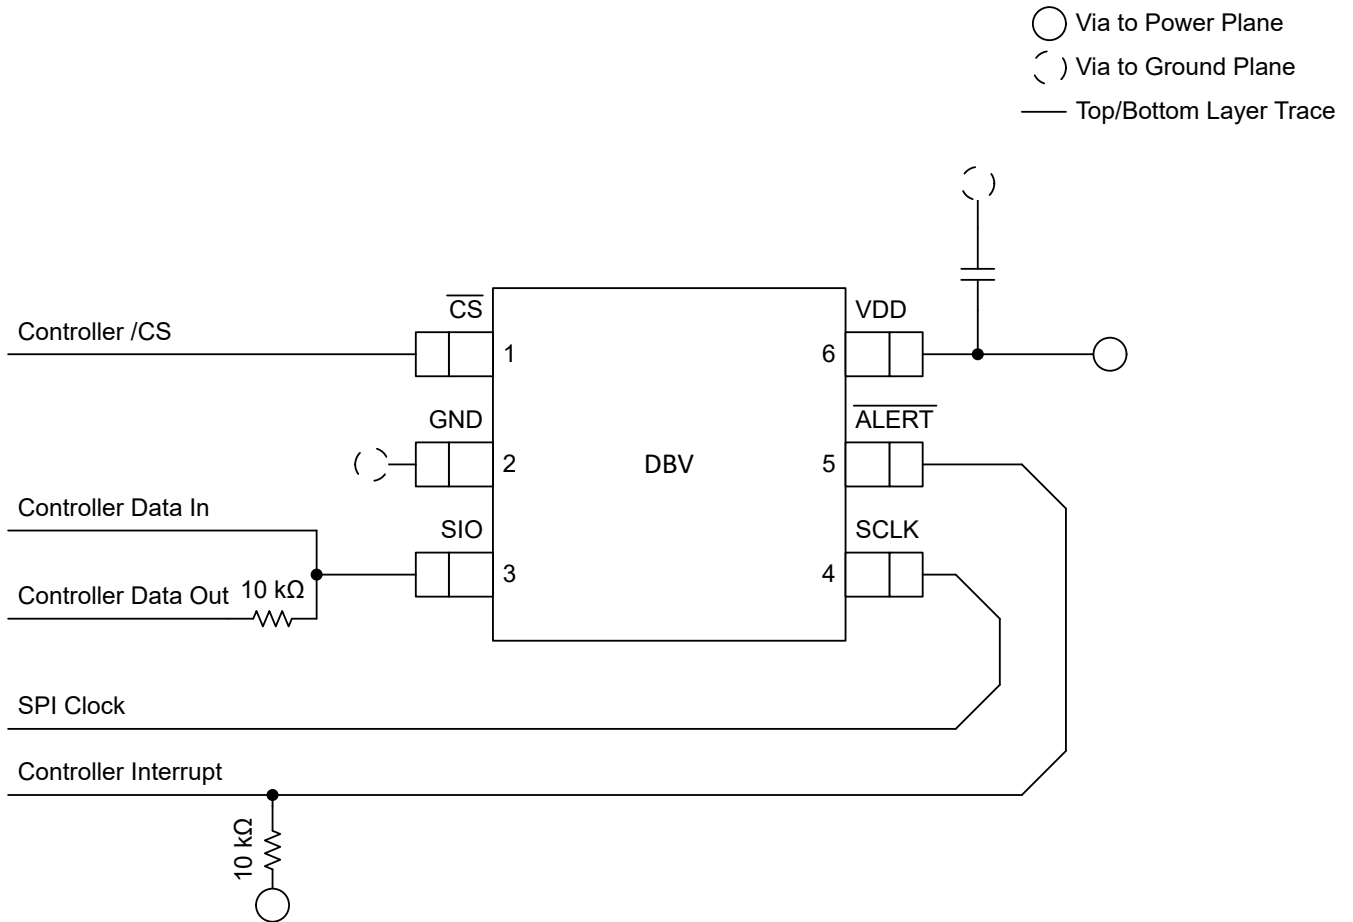 Via to Power Plane
Via to Ground Plane
Top/Bottom Layer Trace
Controller /CS
CS
1
GND
2
Controller Data In
SIO
3
Controller Data Out
10 kΩ
DBV
VDD
6
ALERT
5
SCLK
4
SPI Clock
Controller Interrupt
10 kΩ